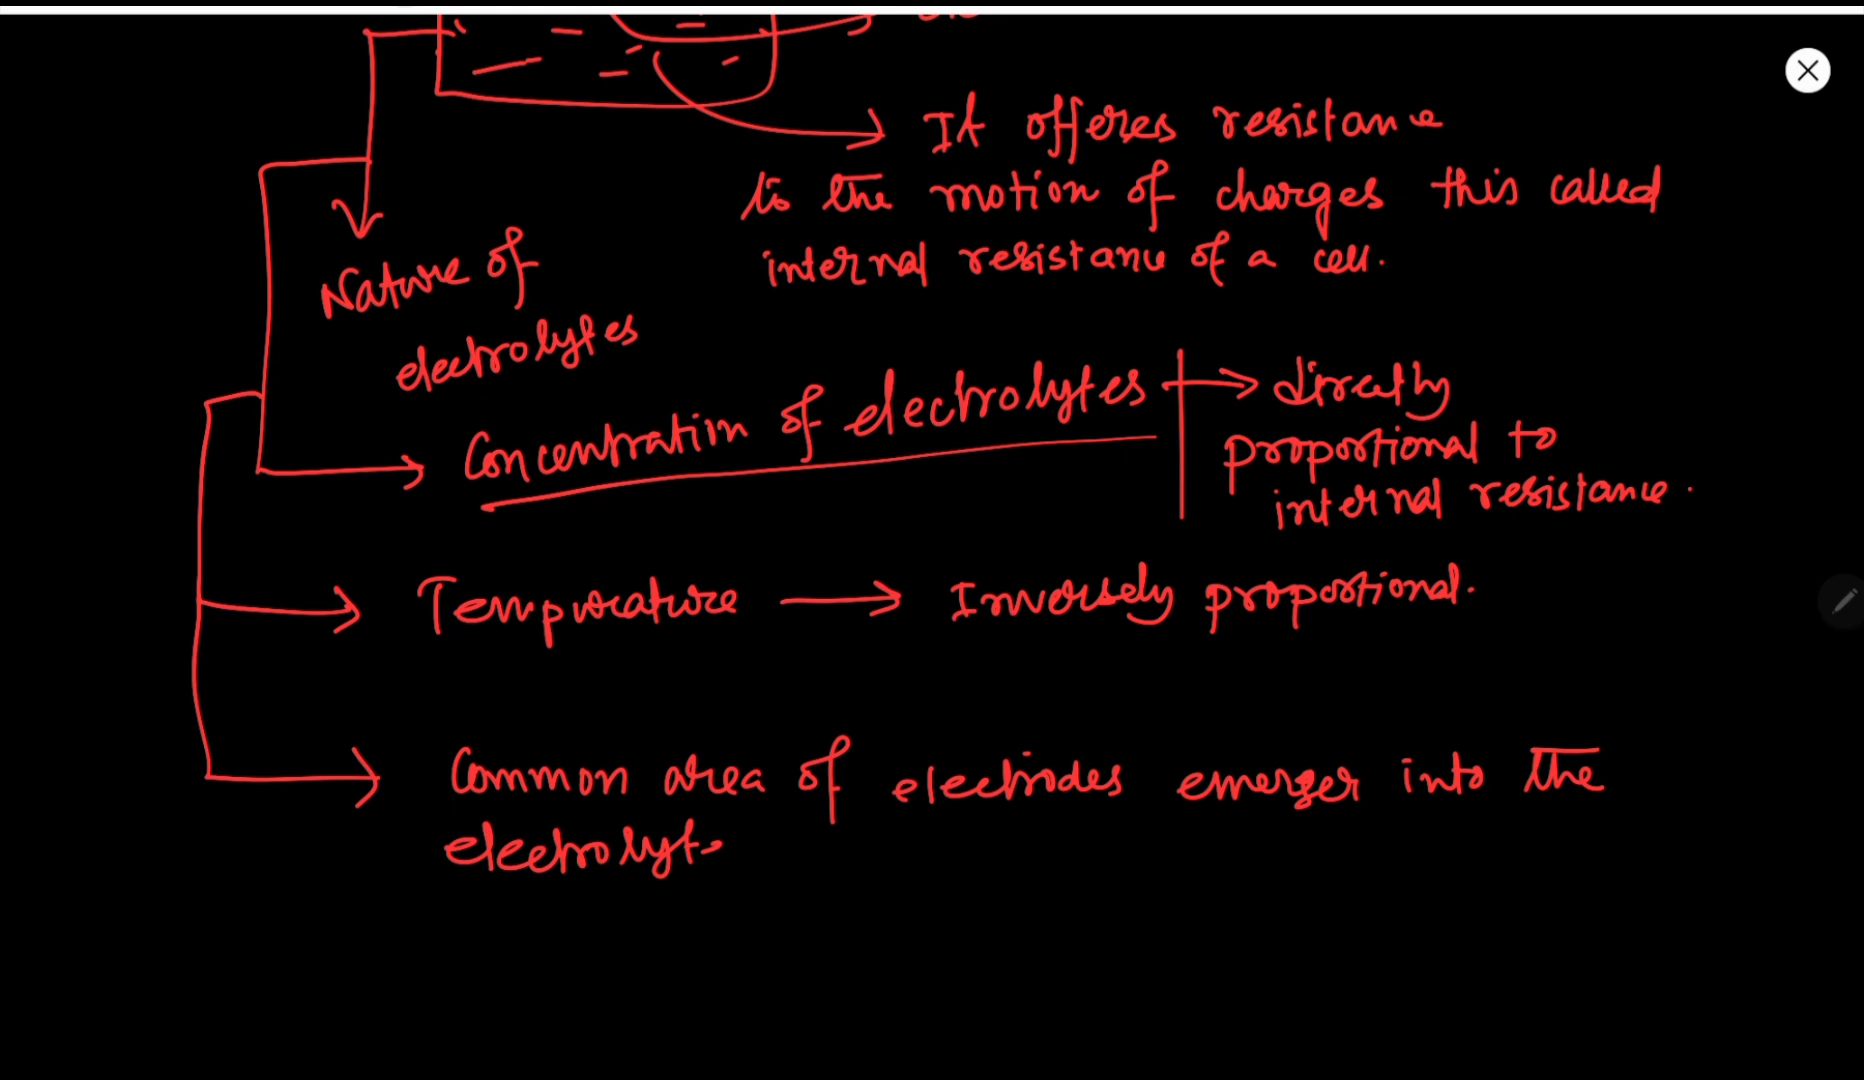 It offeres resistance
to the motion of charges this called
internal resistance of a cell.
Nature of
electrolytes
Concentration of electrolytes → directly
proportional to
internal resistance.
Temperature → Inversely proportional.
Common area of electrodes emerger into the
electrolyte